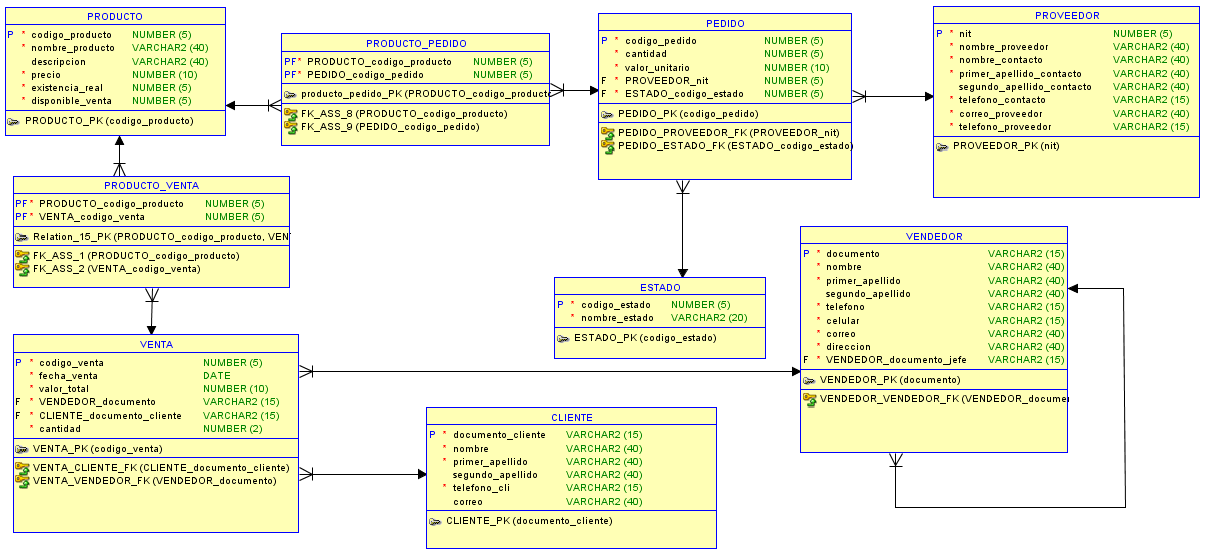 PRODUCTO
P * codigo_producto NUMBER (5)
* nombre_producto VARCHAR2 (40)
descripcion VARCHAR2 (40)
* precio NUMBER (10)
* existencia_real NUMBER (5)
* disponible_venta NUMBER (5)
PRODUCTO_PK (codigo_producto)
PRODUCTO_PEDIDO
PF* PRODUCTO_codigo_producto NUMBER (5)
PF* PEDIDO_codigo_pedido NUMBER (5)
producto_pedido_PK (PRODUCTO_producto
FK_ASS_8 (PRODUCTO_codigo_producto)
FK_ASS_9 (PEDIDO_codigo_pedido)
PEDIDO
P * codigo_pedido NUMBER (5)
* cantidad NUMBER (5)
* valor_unitario NUMBER (10)
F * PROVEEDOR_nit NUMBER (5)
F * ESTADO_codigo_estado NUMBER (5)
PEDIDO_PK (codigo_pedido)
PEDIDO_PROVEEDOR_FK (PROVEEDOR_nit)
PEDIDO_ESTADO_FK (ESTADO_codigo_estado)
PROVEEDOR
P * nit NUMBER (5)
* nombre_proveedor VARCHAR2 (40)
* nombre_contacto VARCHAR2 (40)
* primer_apellido_contacto VARCHAR2 (40)
segundo_apellido_contacto VARCHAR2 (40)
* telefono_contacto VARCHAR2 (15)
* correo_proveedor VARCHAR2 (40)
* telefono_proveedor VARCHAR2 (15)
PROVEEDOR_PK (nit)
PRODUCTO_VENTA
PF* PRODUCTO_codigo_producto NUMBER (5)
PF* VENTA_codigo_venta NUMBER (5)
Relation_15_PK (PRODUCTO_codigo_producto, VENT
FK_ASS_1 (PRODUCTO_codigo_producto)
FK_ASS_2 (VENTA_codigo_venta)
ESTADO
P * codigo_estado NUMBER (5)
* nombre_estado VARCHAR2 (20)
ESTADO_PK (codigo_estado)
VENDEDOR
P * documento VARCHAR2 (15)
* nombre VARCHAR2 (40)
* primer_apellido VARCHAR2 (40)
segundo_apellido VARCHAR2 (40)
* telefono VARCHAR2 (15)
* celular VARCHAR2 (15)
* correo VARCHAR2 (40)
* direccion VARCHAR2 (40)
F * VENDEDOR_documento_jefe VARCHAR2 (15)
VENDEDOR_PK (documento)
VENDEDOR_VENDEDOR_FK (VENDEDOR_documen
VENTA
P * codigo_venta NUMBER (5)
* fecha_venta DATE
* valor_total NUMBER (10)
F * VENDEDOR_documento VARCHAR2 (15)
F * CLIENTE_documento_cliente VARCHAR2 (15)
* cantidad NUMBER (2)
VENTA_PK (codigo_venta)
VENTA_CLIENTE_FK (CLIENTE_documento_cliente)
VENTA_VENDEDOR_FK (VENDEDOR_documento)
CLIENTE
P * documento_cliente VARCHAR2 (15)
* nombre VARCHAR2 (40)
* primer_apellido VARCHAR2 (40)
segundo_apellido VARCHAR2 (40)
* telefono_cli VARCHAR2 (15)
correo VARCHAR2 (40)
CLIENTE_PK (documento_cliente)